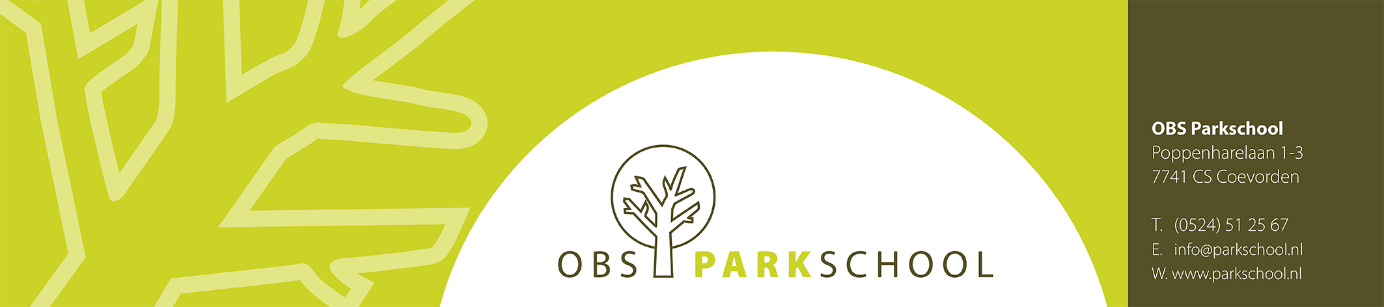 OBS PARKSCHOOL
OBS Parkschool
Poppenharelaan 1-3
7741 CS Coevorden
T. (0524) 51 25 67
E. info@parkschool.nl
W. www.parkschool.nl